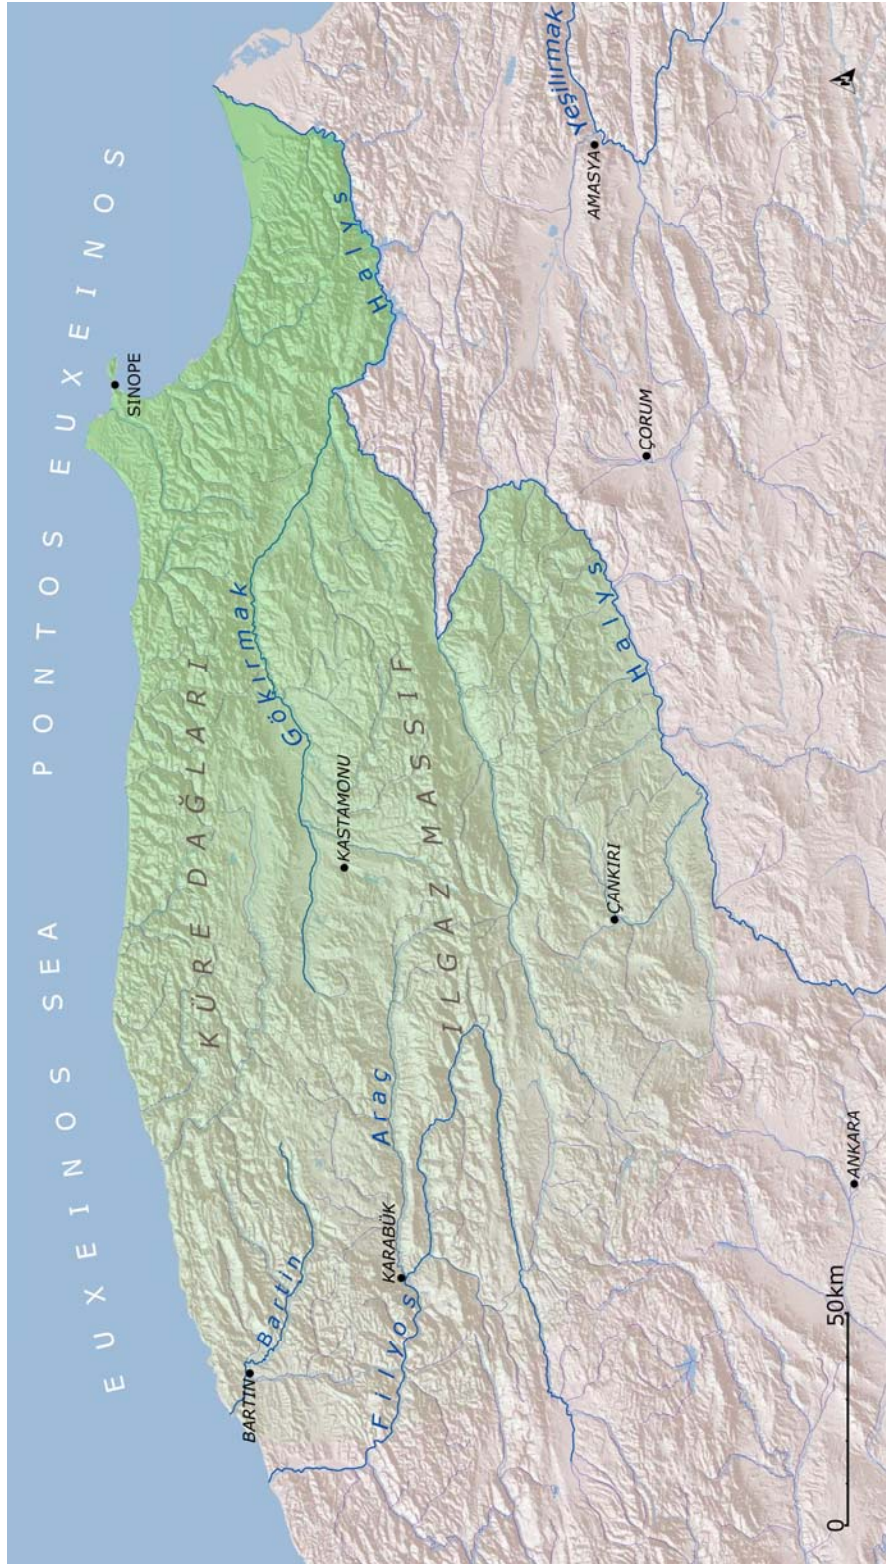 EUXEINOS SEA
PONTOS EUXEINOS
SINOPE
KÜRE DAĞLARI
BARTIN
Bartin
Gökırmak
KASTAMONU
Halys
Araç
KARABÜK
Filyos
ILGAZ MASSIF
Yeşilırmak
AMASYA
ÇANKIRI
Halys
ÇORUM
ANKARA
0 50km